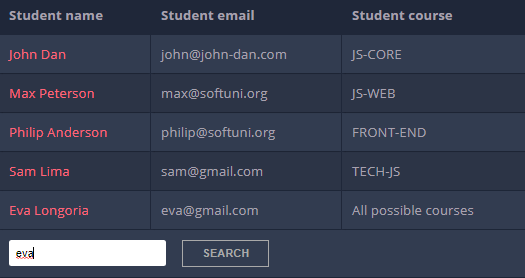 Student name Student email Student course
John Dan john@john-dan.com JS-CORE
Max Peterson max@softuni.org JS-WEB
Philip Anderson philip@softuni.org FRONT-END
Sam Lima sam@gmail.com TECH-JS
Eva Longoria eva@gmail.com All possible courses
eva SEARCH